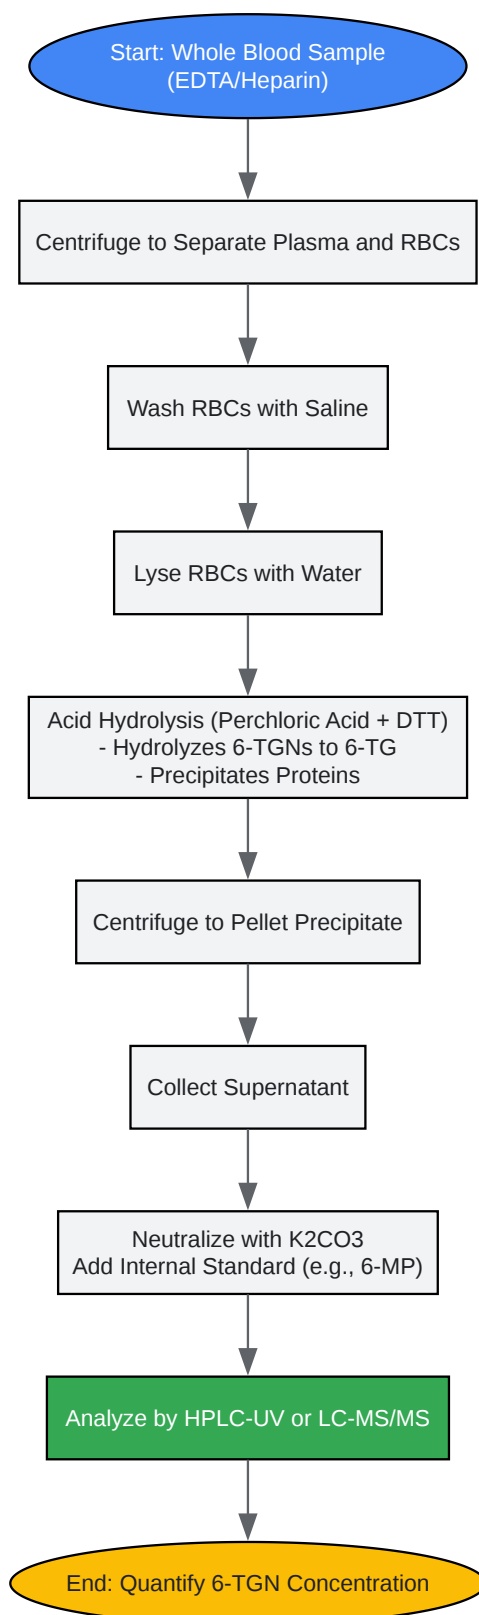 Start: Whole Blood Sample
(EDTA/Heparin)
Centrifuge to Separate Plasma and RBCs
Wash RBCs with Saline
Lyse RBCs with Water
Acid Hydrolysis (Perchloric Acid + DTT)
- Hydrolyzes 6-TGNs to 6-TG
- Precipitates Proteins
Centrifuge to Pellet Precipitate
Collect Supernatant
Neutralize with K2CO3
Add Internal Standard (e.g., 6-MP)
Analyze by HPLC-UV or LC-MS/MS
End: Quantify 6-TGN Concentration